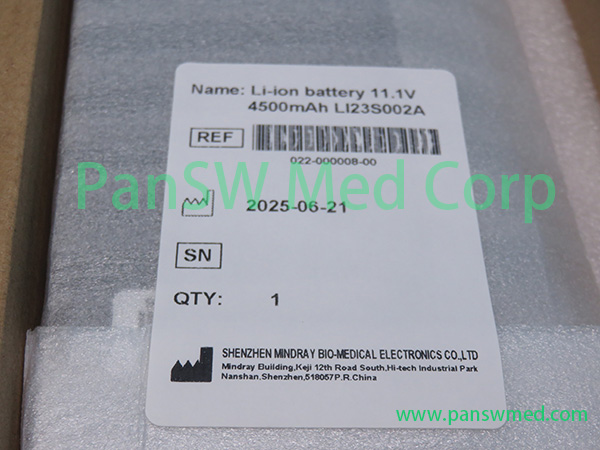 Name: Li-ion battery 11.1V
4500mAh LI23S002A
REF
022-000008-00
PanSW Med Corp
2025-06-21
SN
QTY: 1
SHENZHEN MINDRAY BIO-MEDICAL ELECTRONICS CO.,LTD
Mindray Building,Keji 12th Road South,Hi-tech Industrial Park
Nanshan,Shenzhen,518057P.R.China
www.panswmed.com